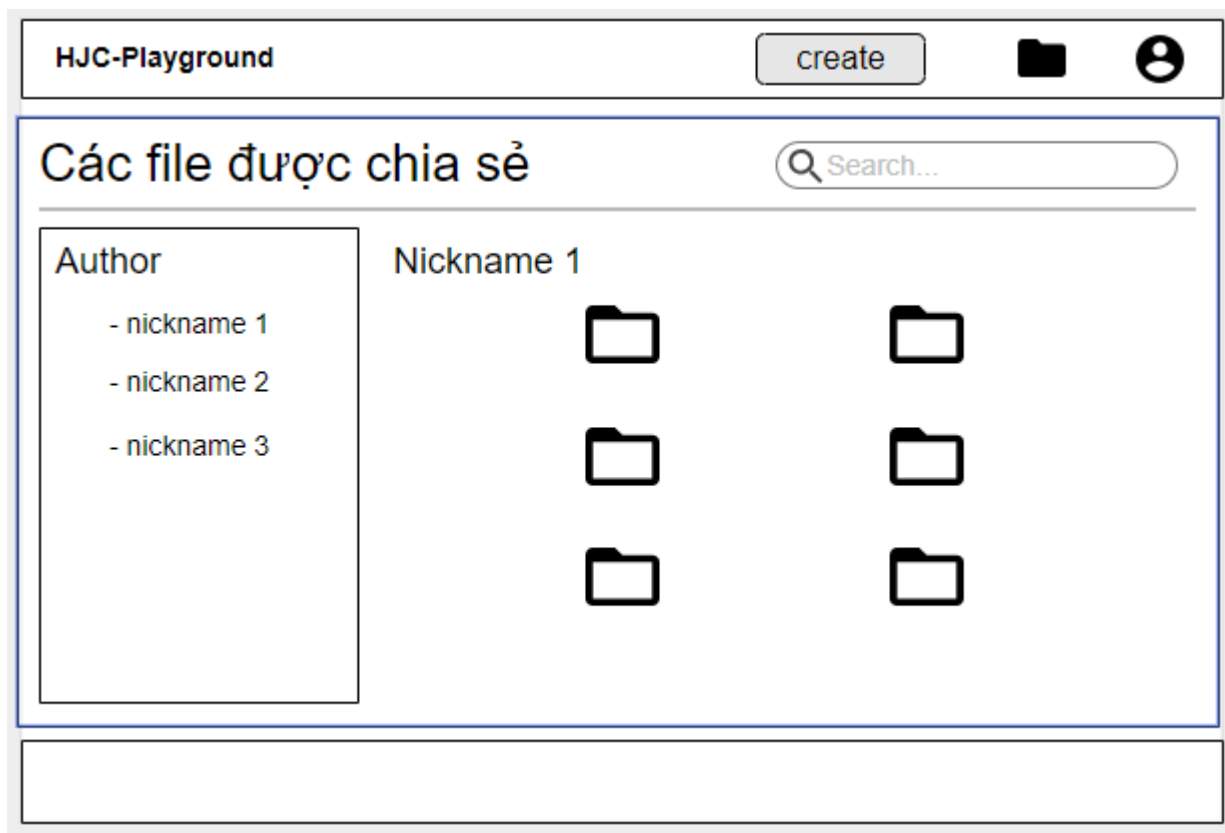 HJC-Playground
create
Các file được chia sẻ
Search...
Author
- nickname 1
- nickname 2
- nickname 3
Nickname 1